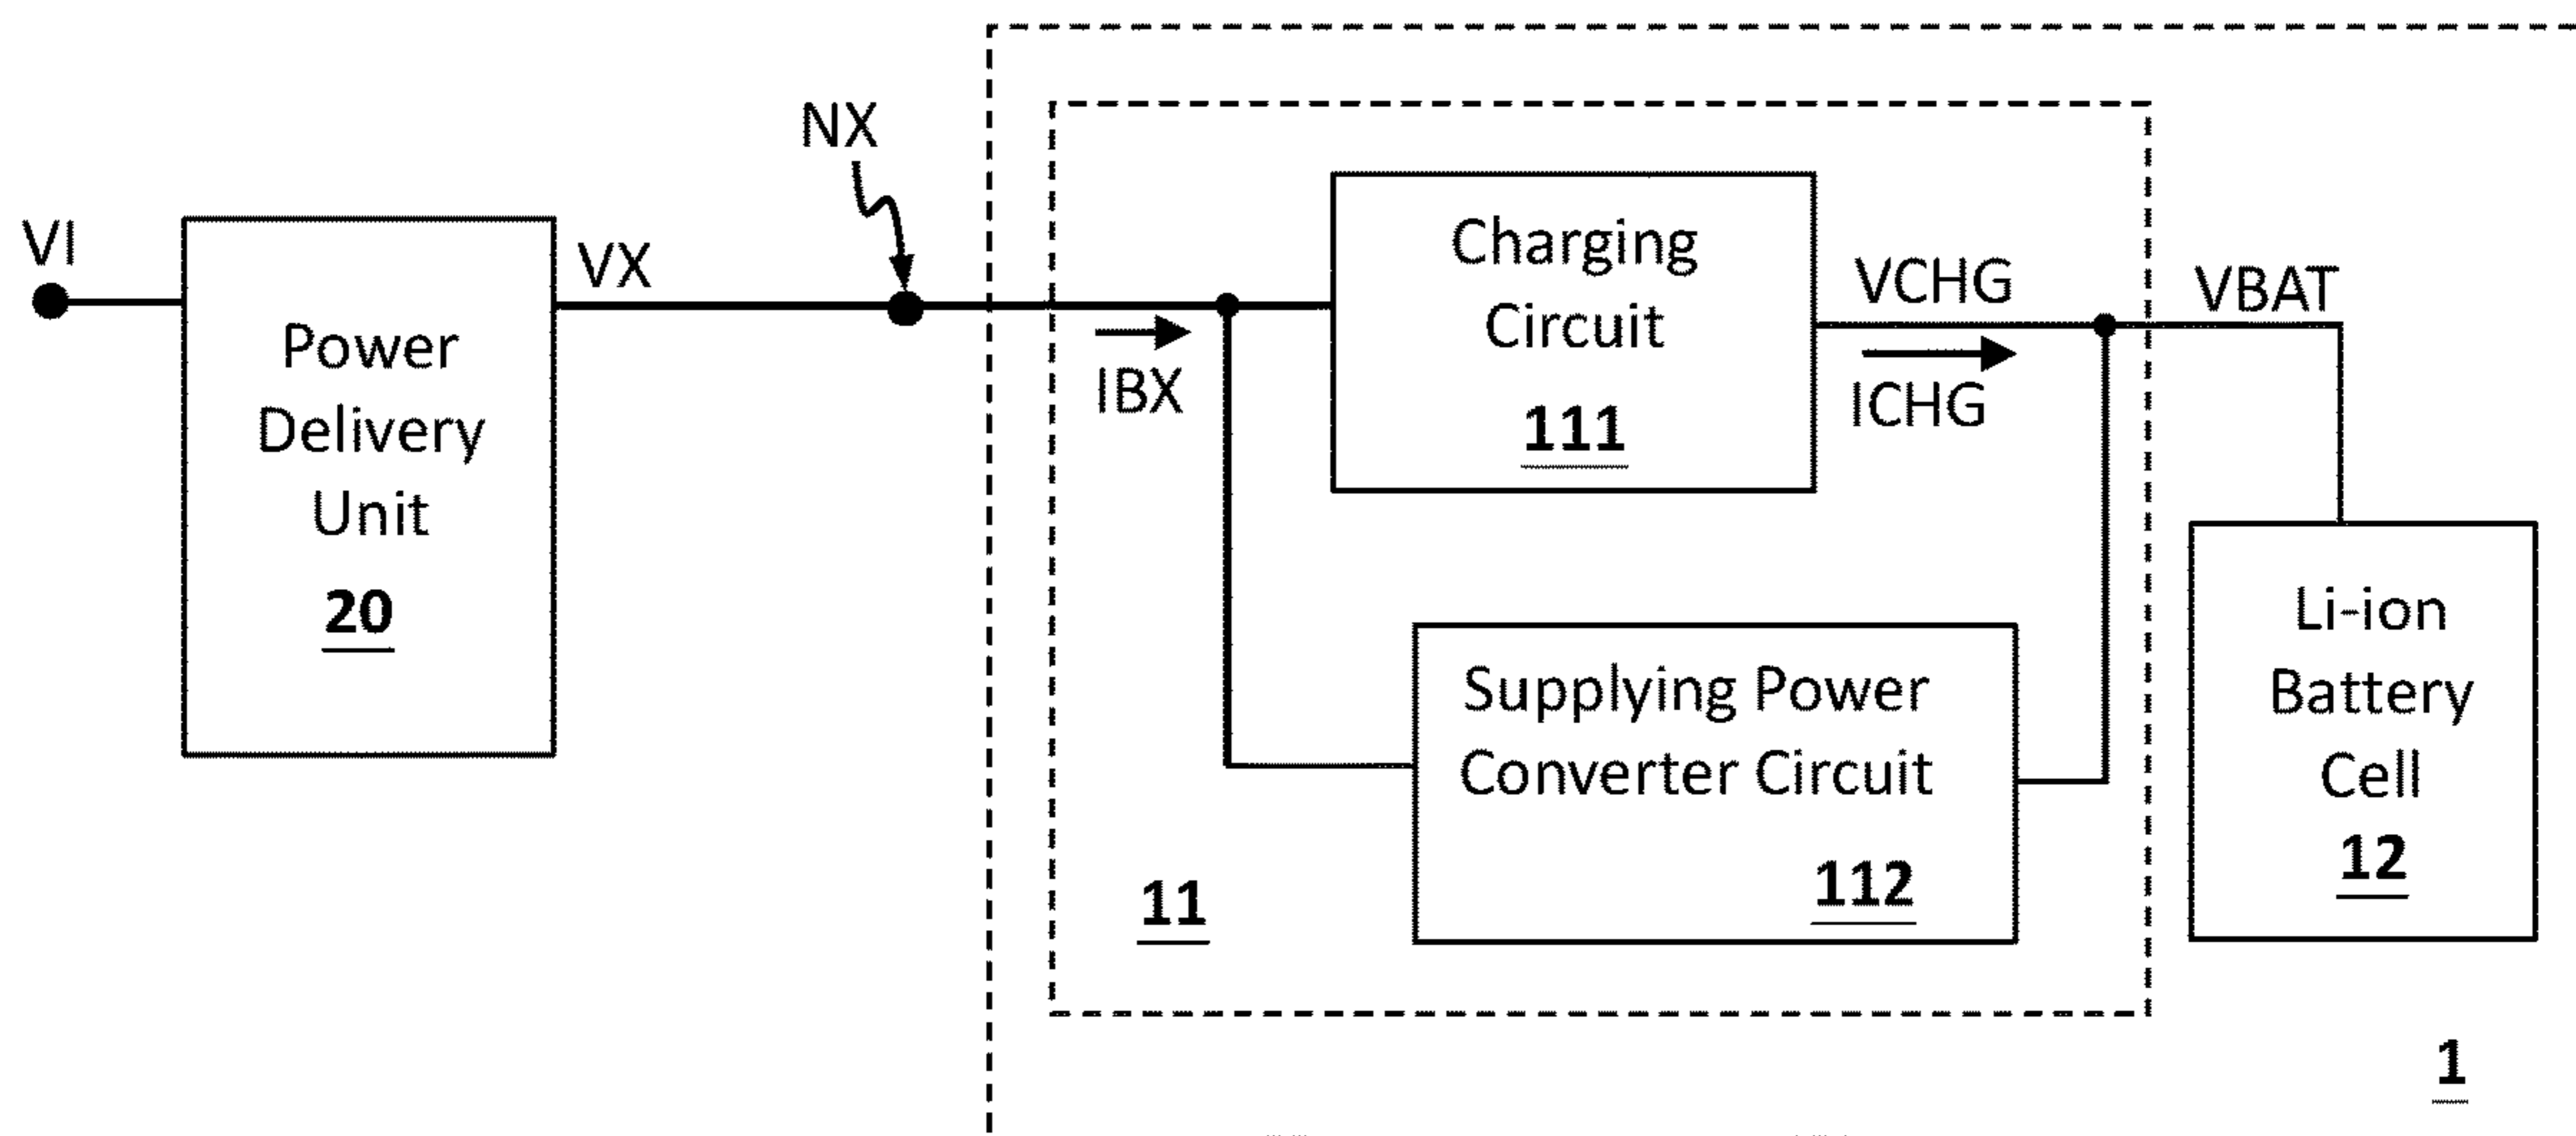 VI
Power
Delivery
Unit
20
VX
NX
IBX
Charging
Circuit
111
VCHG
ICHG
VBAT
Supplying Power
Converter Circuit
112
11
Li-ion
Battery
Cell
12
1